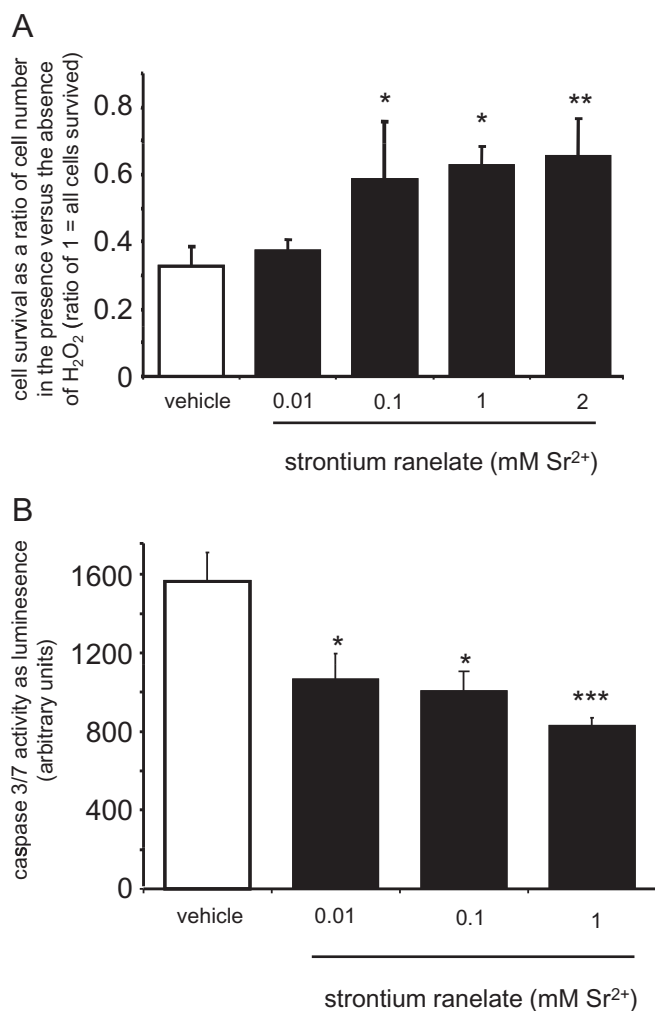 A
cell survival as a ratio of cell number
in the presence versus the absence
of H₂O₂ (ratio of 1 = all cells survived)
0.8
0.6
0.4
0.2
0
*
*
**
vehicle
0.01
0.1
1
2
strontium ranelate (mM Sr²⁺)
B
caspase 3/7 activity as luminesence
(arbitrary units)
1600
1200
800
400
0
*
*
***
vehicle
0.01
0.1
1
strontium ranelate (mM Sr²⁺)